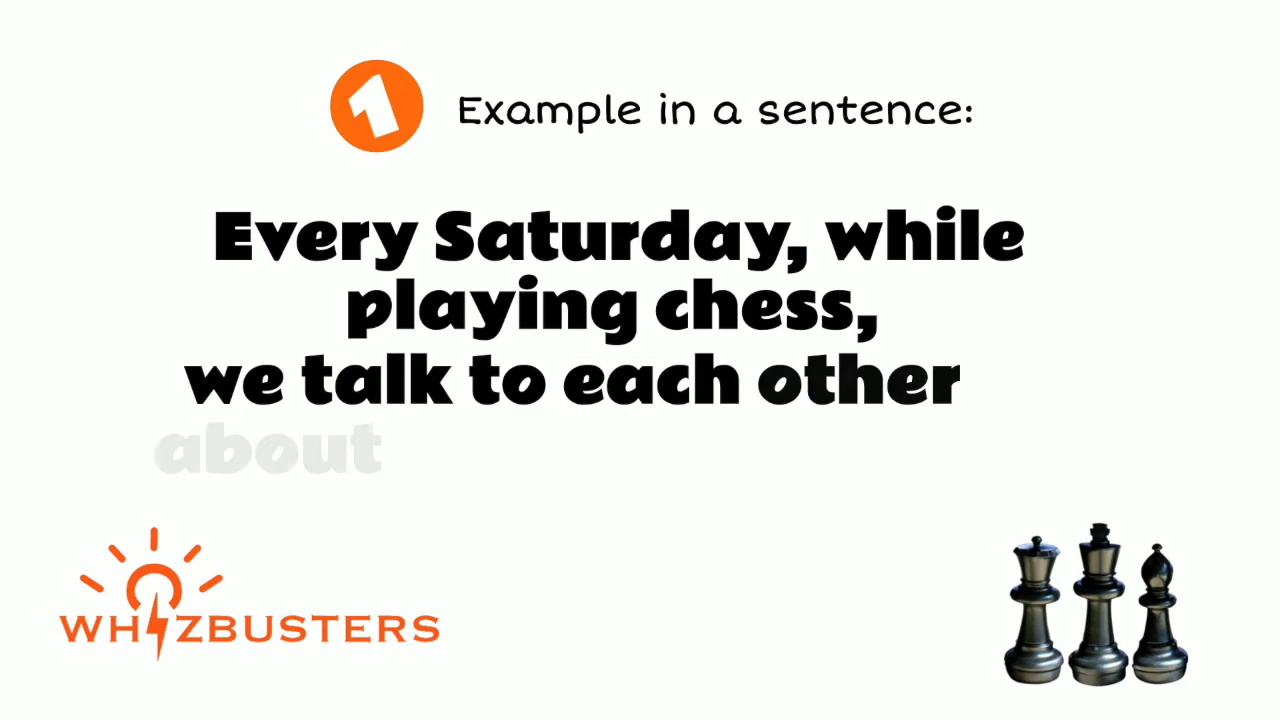 1 Example in a sentence:
Every Saturday, while
playing chess,
we talk to each other
about
WHIZBUSTERS